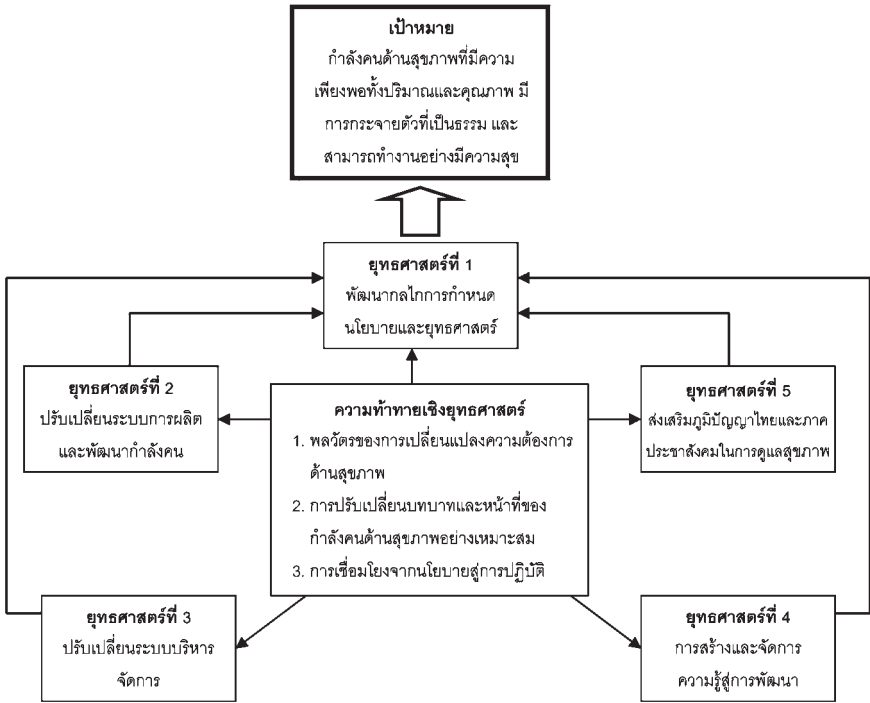 เป้าหมาย
กำลังคนด้านสุขภาพที่มีความ
เพียงพอทั้งปริมาณและคุณภาพ มี
การกระจายตัวที่เป็นธรรม และ
สามารถทำงานอย่างมีความสุข
ยุทธศาสตร์ที่ 1
พัฒนากลไกการกำหนด
นโยบายและยุทธศาสตร์
ยุทธศาสตร์ที่ 2
ปรับเปลี่ยนระบบการผลิต
และพัฒนากำลังคน
ความท้าทายเชิงยุทธศาสตร์
1. พลวัตรของการเปลี่ยนแปลงความต้องการ
ด้านสุขภาพ
2. การปรับเปลี่ยนบทบาทและหน้าที่ของ
กำลังคนด้านสุขภาพอย่างเหมาะสม
3. การเชื่อมโยงจากนโยบายสู่การปฏิบัติ
ยุทธศาสตร์ที่ 5
ส่งเสริมภูมิปัญญาไทยและภาค
ประชาสังคมในการดูแลสุขภาพ
ยุทธศาสตร์ที่ 3
ปรับเปลี่ยนระบบบริหาร
จัดการ
ยุทธศาสตร์ที่ 4
การสร้างและจัดการ
ความรู้สู่การพัฒนา